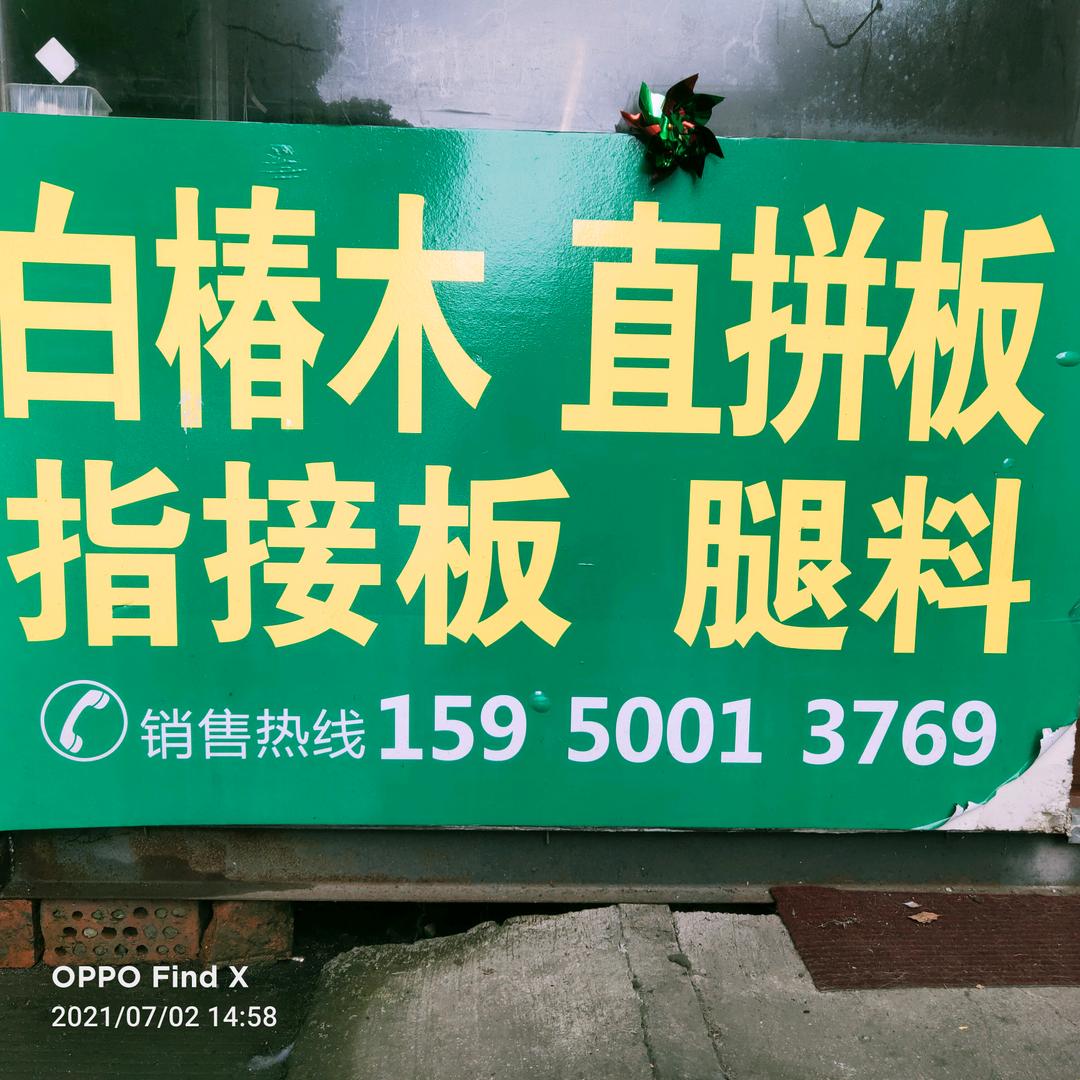 白椿木 直拼板
指接板 腿料
销售热线 159 5001 3769
OPPO Find X
2021/07/02 14:58